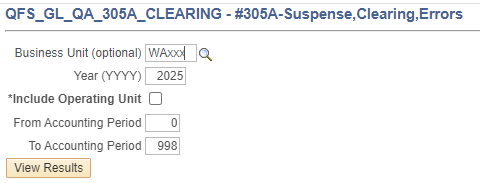 QFS_GL_QA_305A_CLEARING - #305A-Suspense,Clearing,Errors
Business Unit (optional) WAxxx
Year (YYYY) 2025
*Include Operating Unit
From Accounting Period 0
To Accounting Period 998
View Results